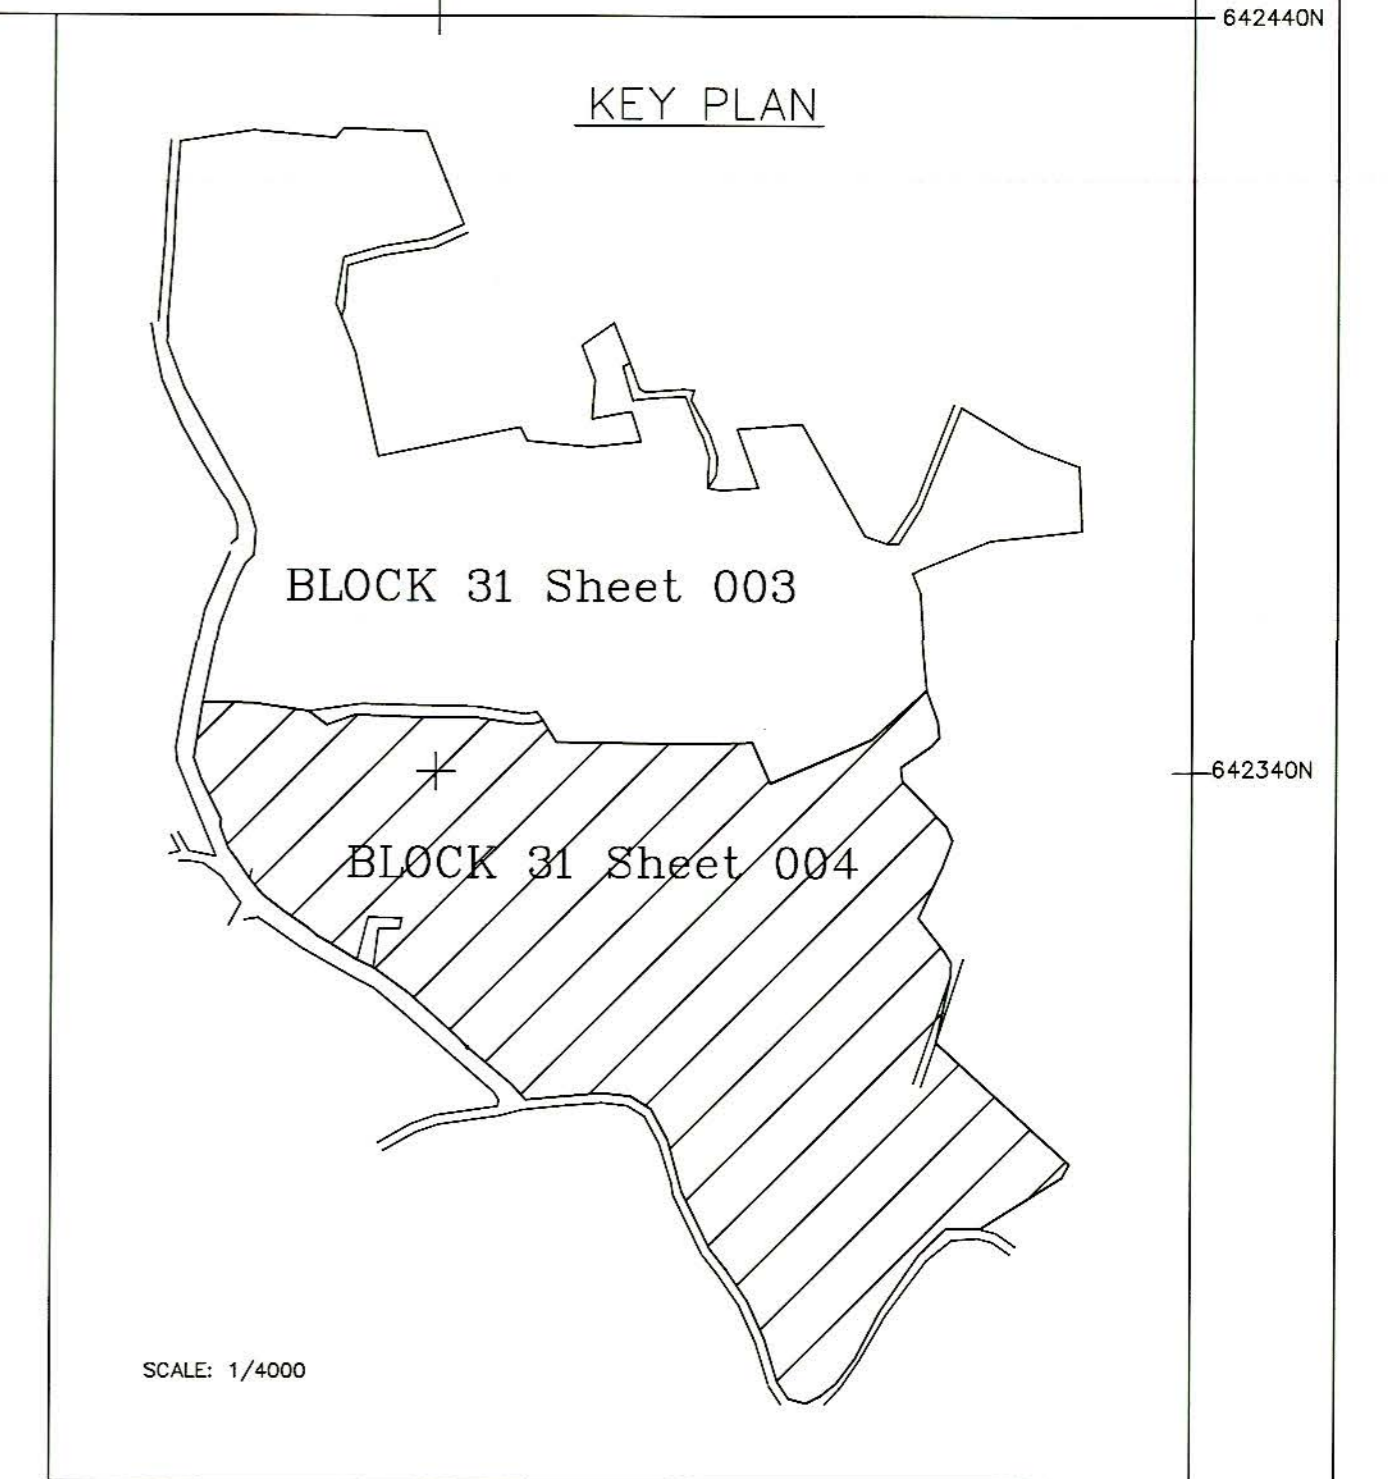 642440N
KEY PLAN
BLOCK 31 Sheet 003
642340N
BLOCK 31 Sheet 004
SCALE: 1/4000